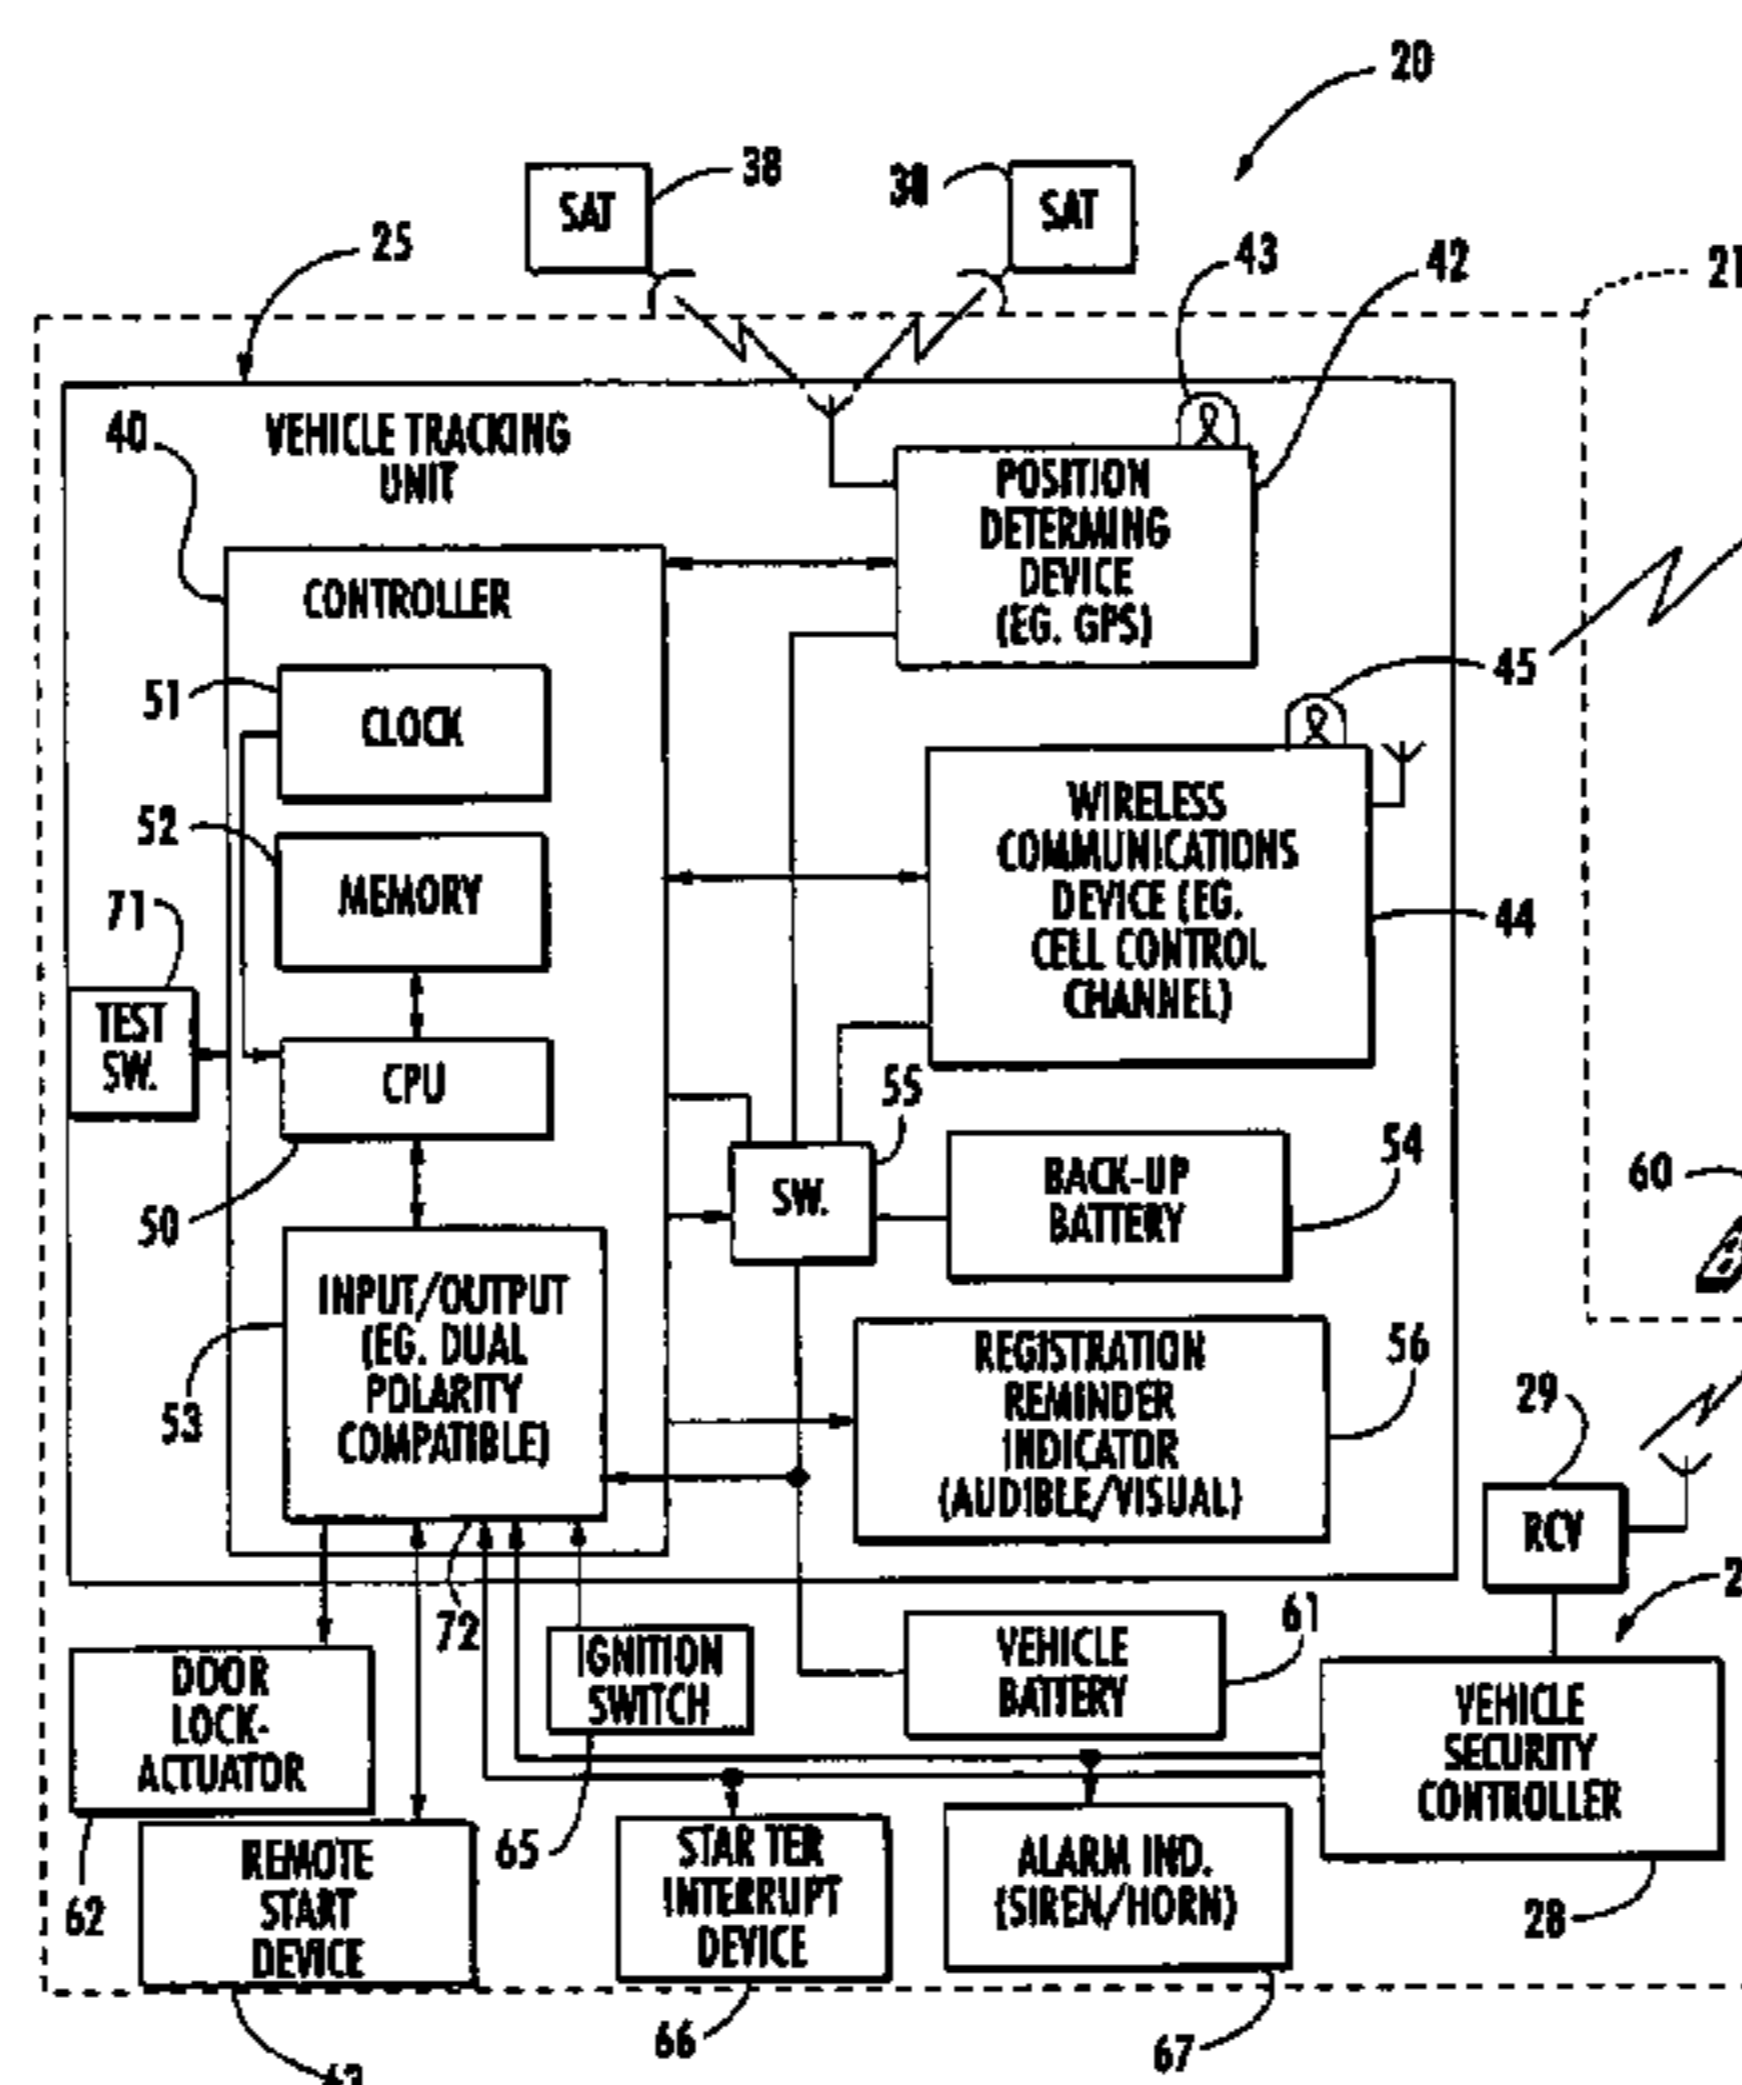 20
SAT
38
38
SAT
25
43
42
21
40
VEHICLE TRACKING
UNIT
POSITION
DETERMING
DEVICE
(EG. GPS)
CONTROLLER
51
CLOCK
45
52
MEMORY
WIRELESS
COMMUNICATIONS
DEVICE (EG.
CELL CONTROL
CHANNEL)
44
71
TEST
SW.
CPU
50
55
SW.
BACK-UP
BATTERY
54
60
INPUT/OUTPUT
(EG. DUAL
POLARITY
COMPATIBLE)
53
REGISTRATION
REMINDER
INDICATOR
(AUDIBLE/VISUAL)
56
29
RCV
72
IGNITION
SWITCH
VEHICLE
BATTERY
61
DOOR
LOCK-
ACTUATOR
62
VEHICLE
SECURITY
CONTROLLER
28
REMOTE
START
DEVICE
65
STAR TER
INTERRUPT
DEVICE
ALARM IND.
(SIREN/HORN)
66
67